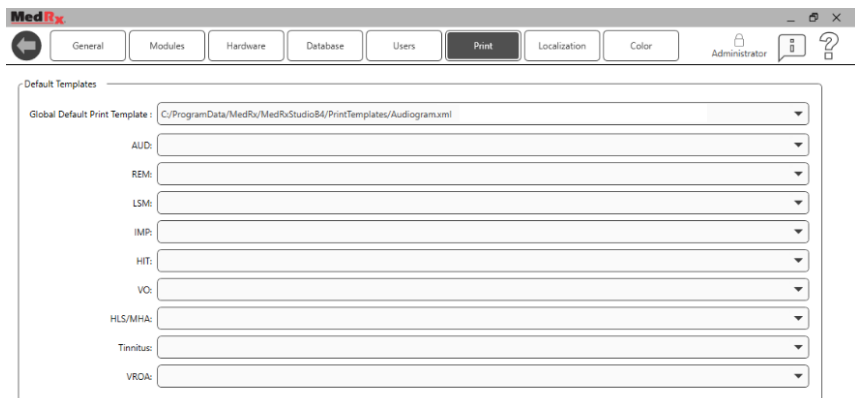 MedRx
General Modules Hardware Database Users Print Localization Color Administrator i ?
Default Templates
Global Default Print Template : C:/ProgramData/MedRx/MedRxStudioB4/PrintTemplates/Audiogram.xml
AUD:
REM:
LSM:
IMP:
HIT:
VO:
HLS/MHA:
Tinnitus:
VROA: